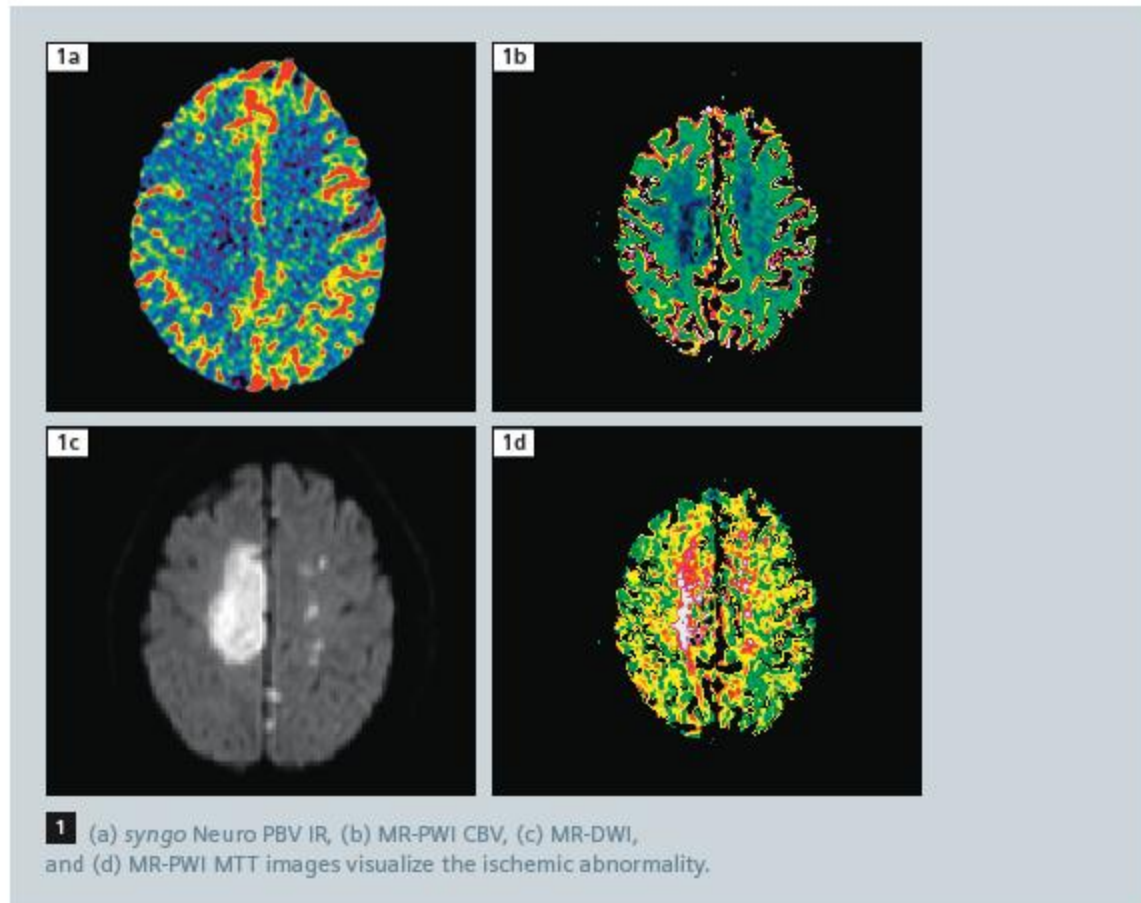 1a
1b
1c
1d
1 (a) syngo Neuro PBV IR, (b) MR-PWI CBV, (c) MR-DWI,
and (d) MR-PWI MTT images visualize the ischemic abnormality.